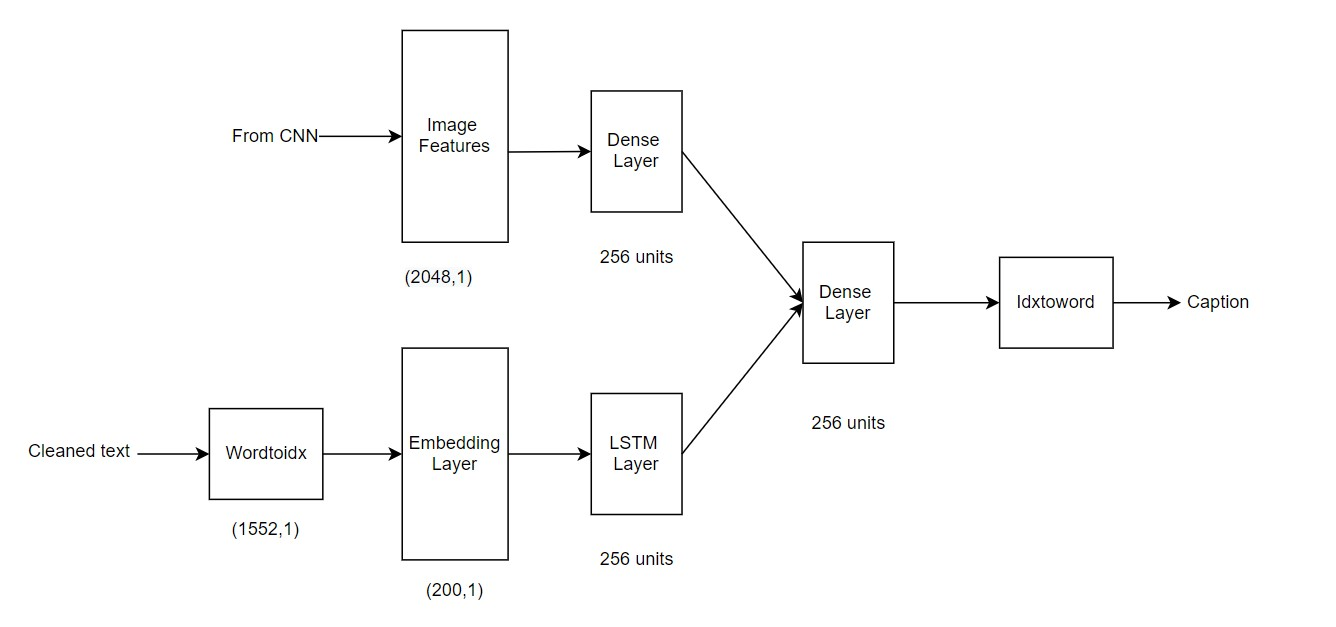 From CNN
Image
Features
(2048,1)
Dense
Layer
256 units
Cleaned text
Wordtoidx
(1552,1)
Embedding
Layer
(200,1)
LSTM
Layer
256 units
Dense
Layer
256 units
Idxtoword
Caption